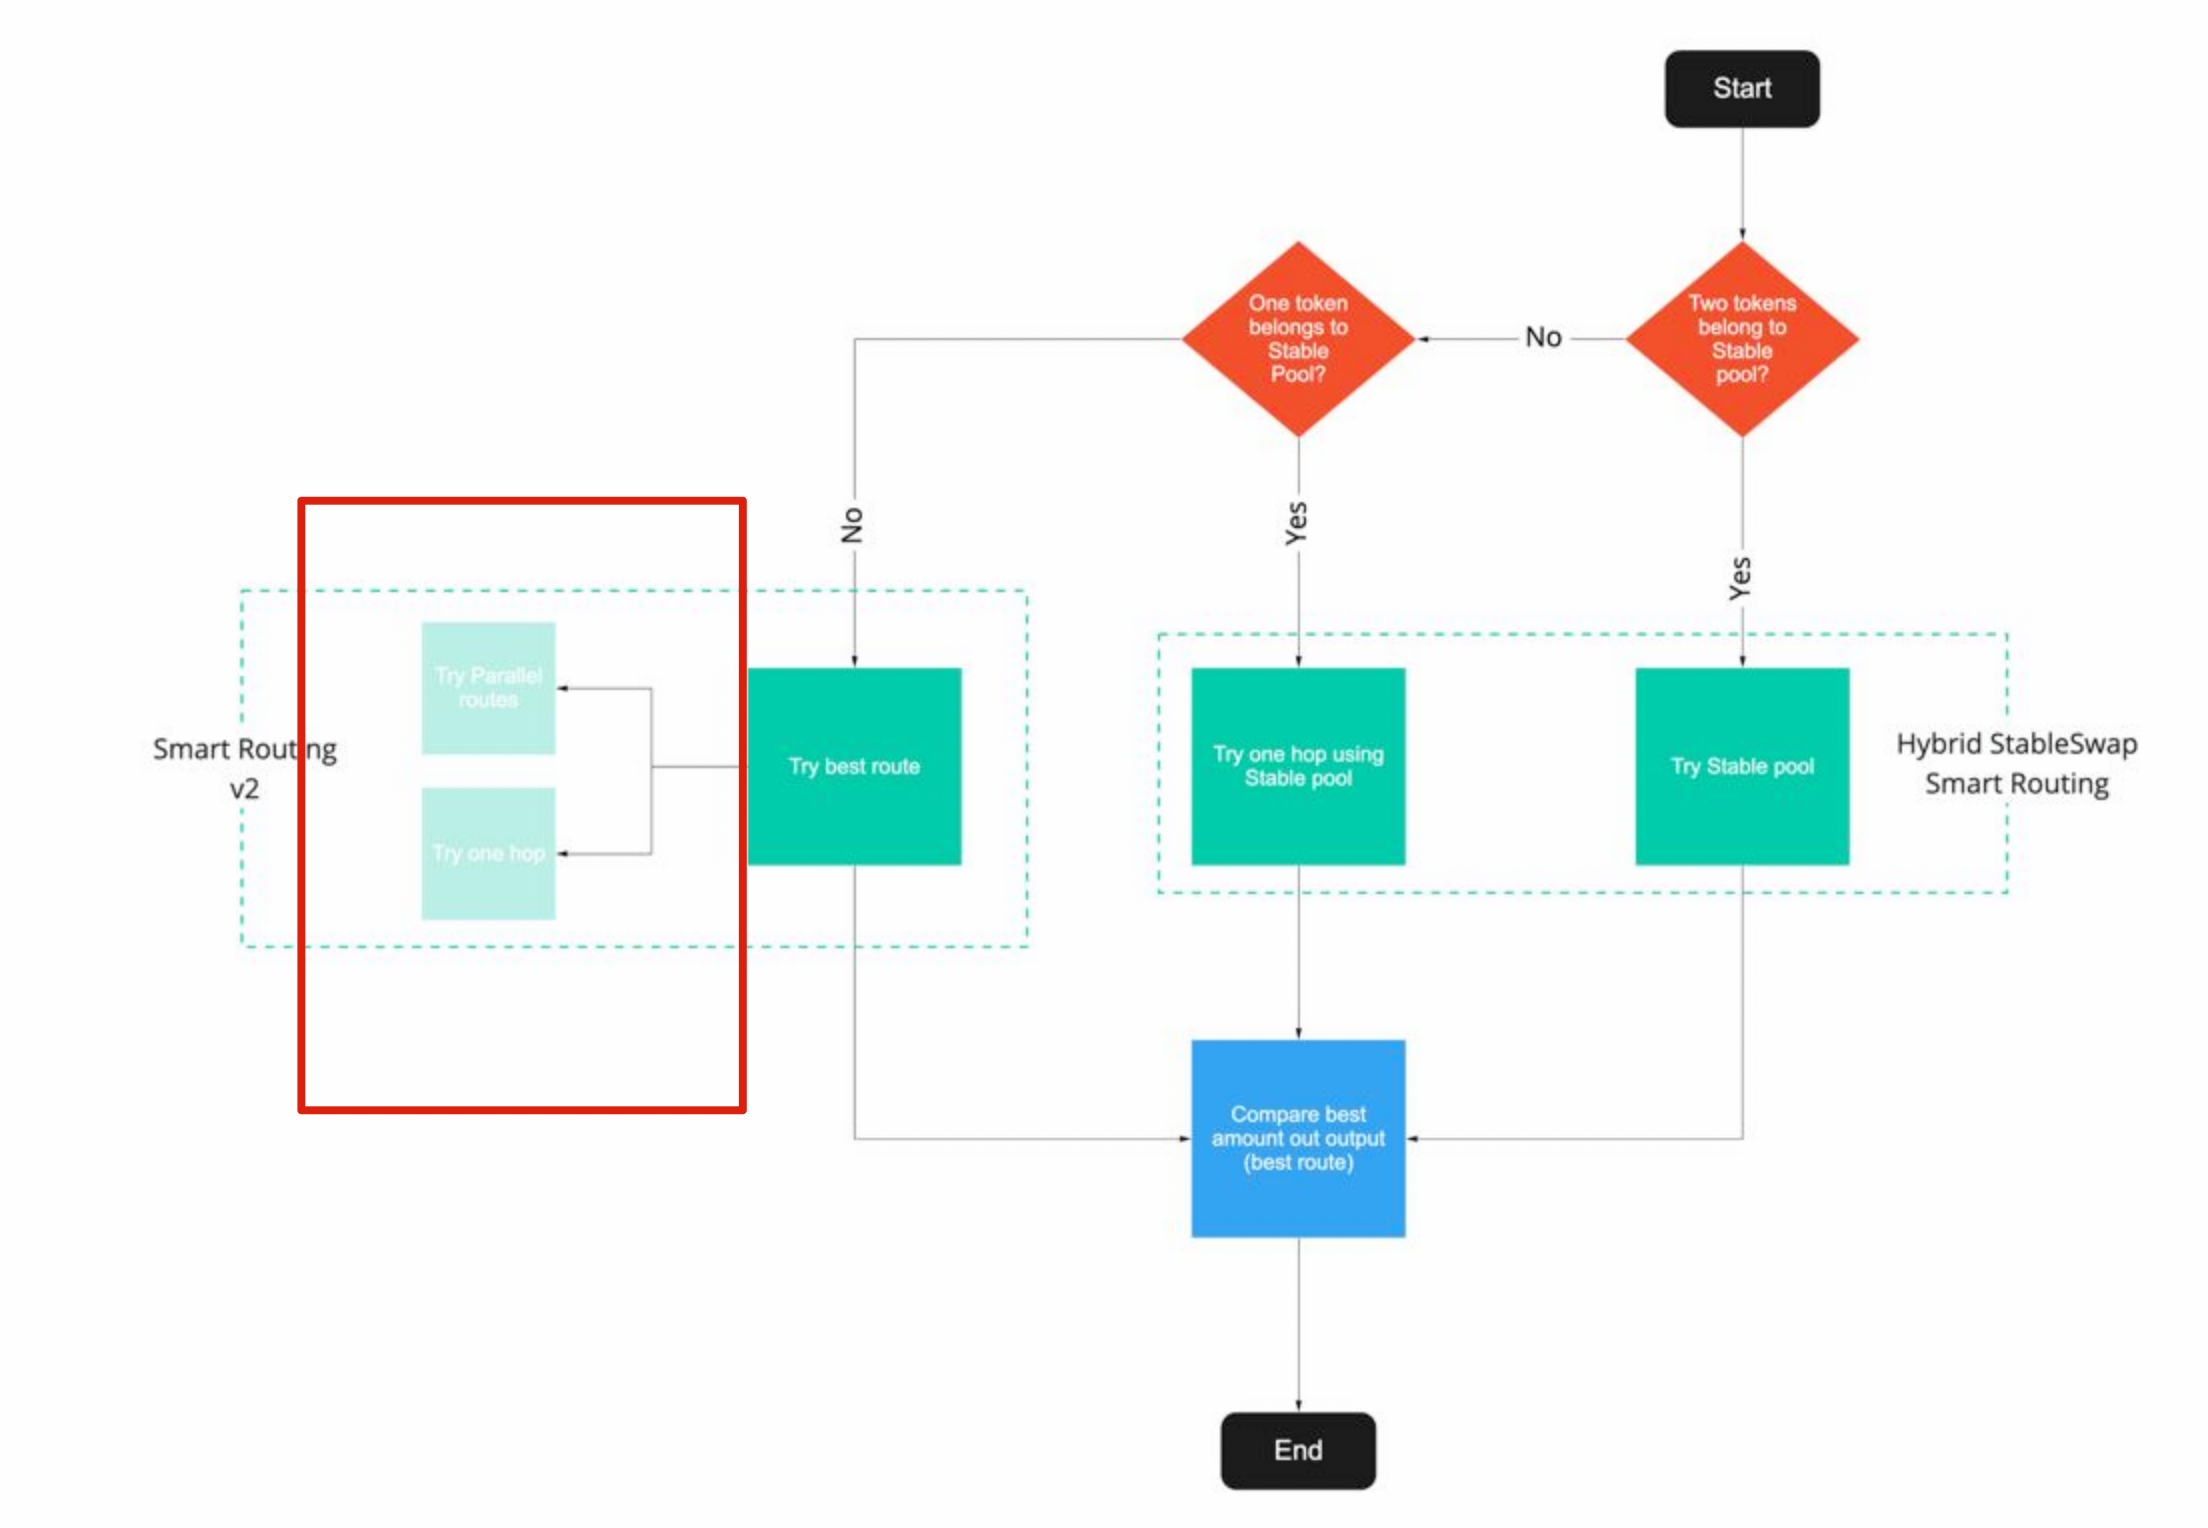 Start
Two tokens
belong to
Stable
pool?
No
One token
belongs to
Stable
Pool?
No
Yes
Yes
Smart Routing
v2
Try Parallel
routes
Try one hop
Try best route
Try one hop using
Stable pool
Try Stable pool
Hybrid StableSwap
Smart Routing
Compare best
amount out output
(best route)
End